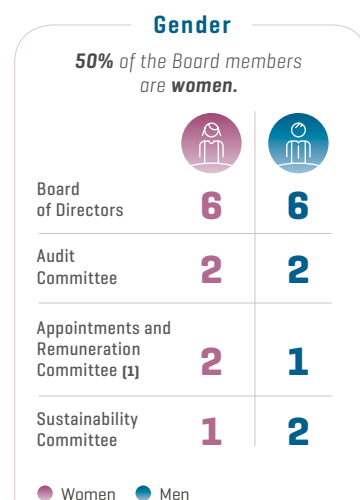 Gender
50% of the Board members
are women.
Board
of Directors
6 6
Audit
Committee
2 2
Appointments and
Remuneration
Committee (1)
2 1
Sustainability
Committee
1 2
Women Men